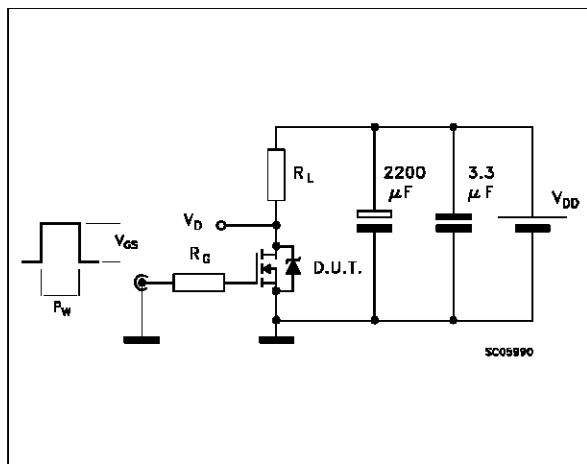 R_L
2200
μF
3.3
μF
V_DD
V_D
V_GS
R_G
D.U.T.
P_W
SC05990